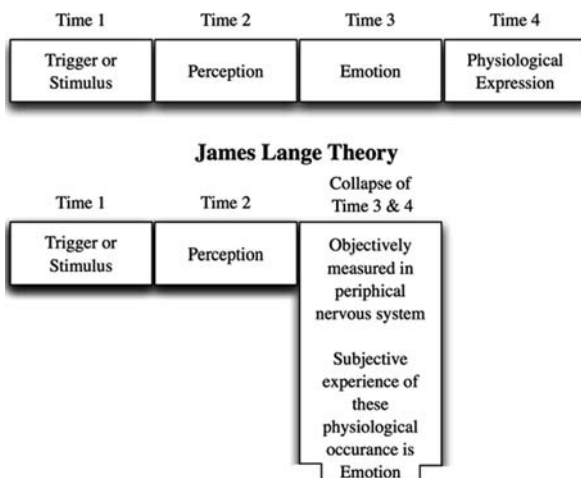 Time 1 Time 2 Time 3 Time 4
Trigger or
Stimulus
Perception
Emotion
Physiological
Expression
James Lange Theory
Time 1 Time 2 Collapse of
Time 3 & 4
Trigger or
Stimulus
Perception
Objectively
measured in
periphical
nervous system
Subjective
experience of
these
physiological
occurance is
Emotion